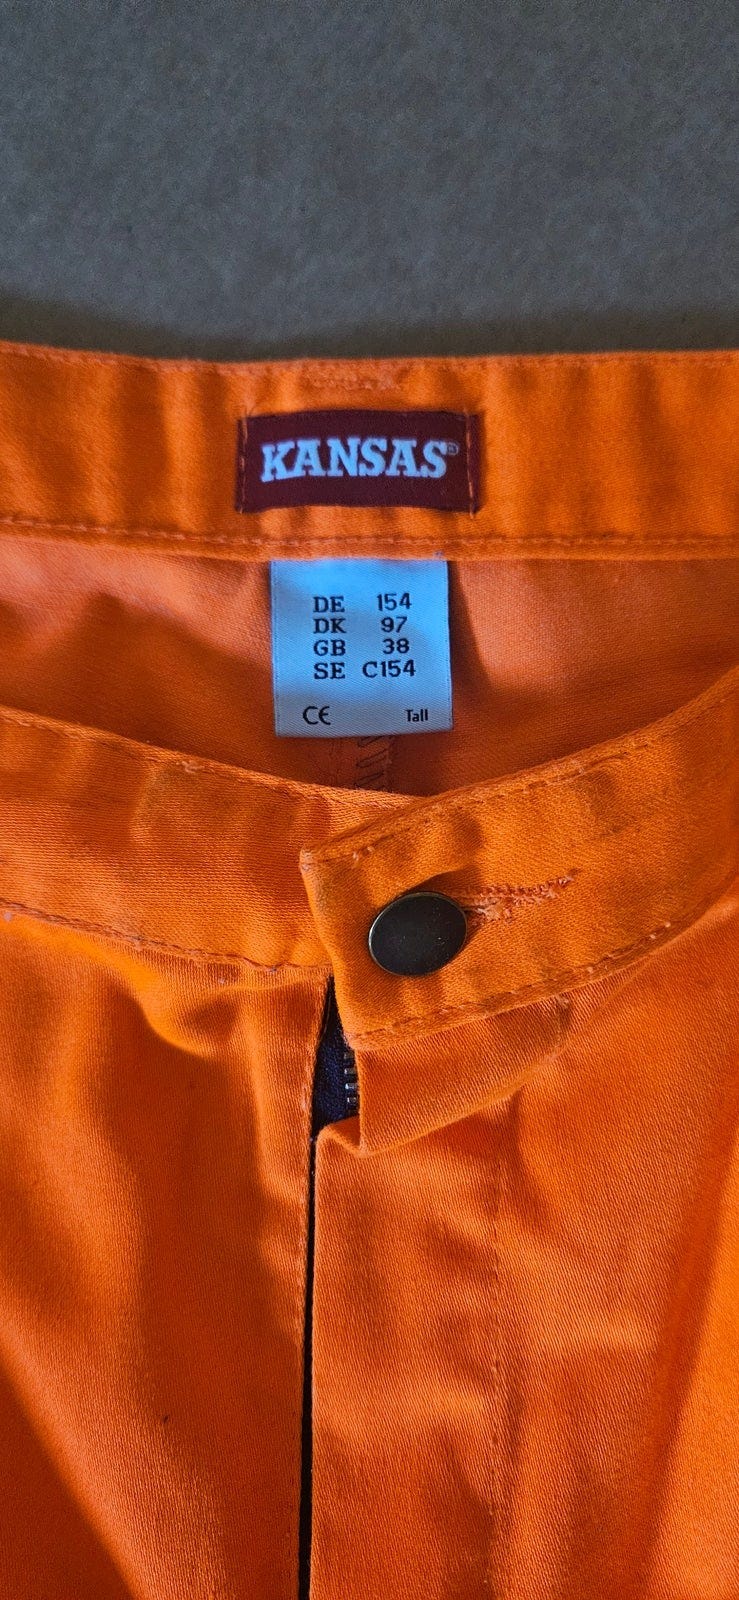 KANSAS®
DE 154
DK 97
GB 38
SE C154
CE Tall